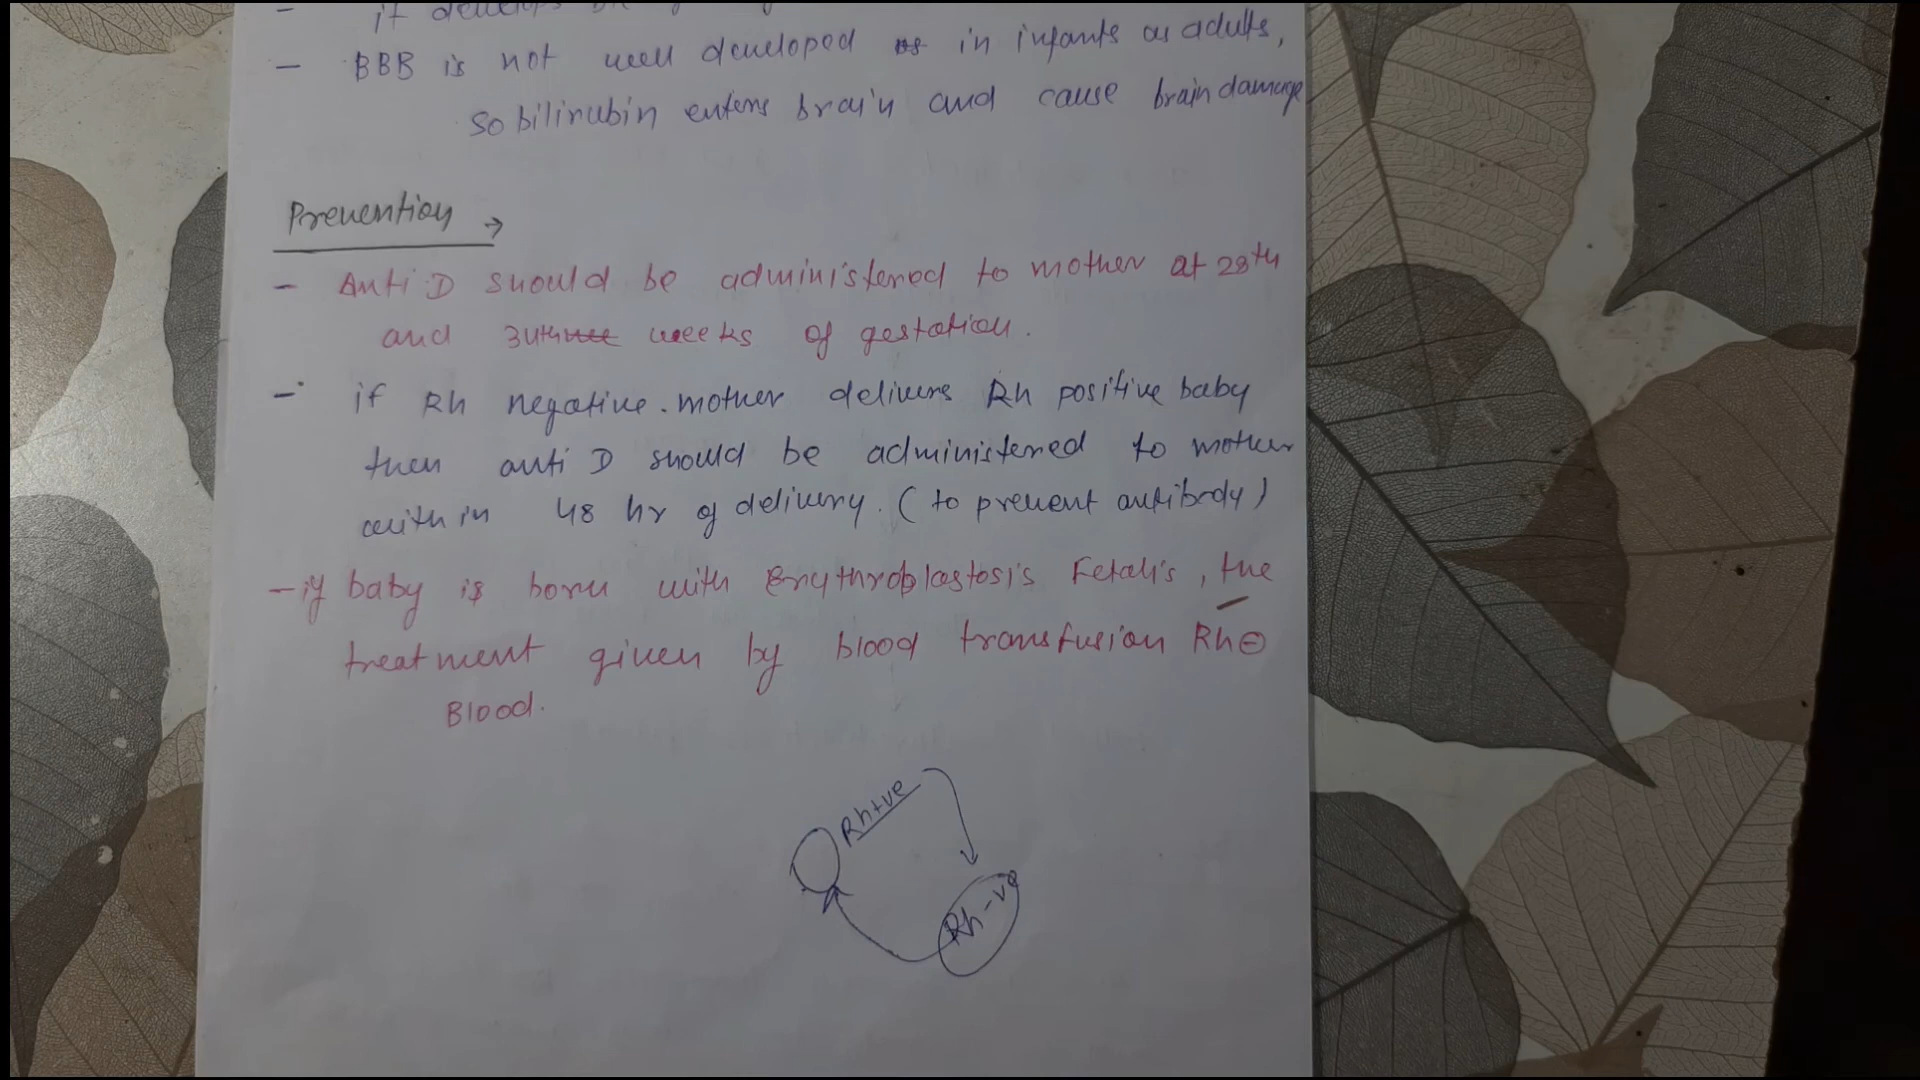 - if develops
- BBB is not well developed in infants as adults,
so bilirubin enters brain and cause brain damage
Prevention →
- Anti D should be administered to mother at 28th
and 34th weeks of gestation.
- if Rh negative. mother delivers Rh positive baby
then anti D should be administered to mother
with in 48 hr of delivery. (to prevent antibody)
- if baby is born with Erythroblastosis Fetalis, the
treatment given by blood transfusion Rh⊖
Blood.
Rh+ve
Rh-ve